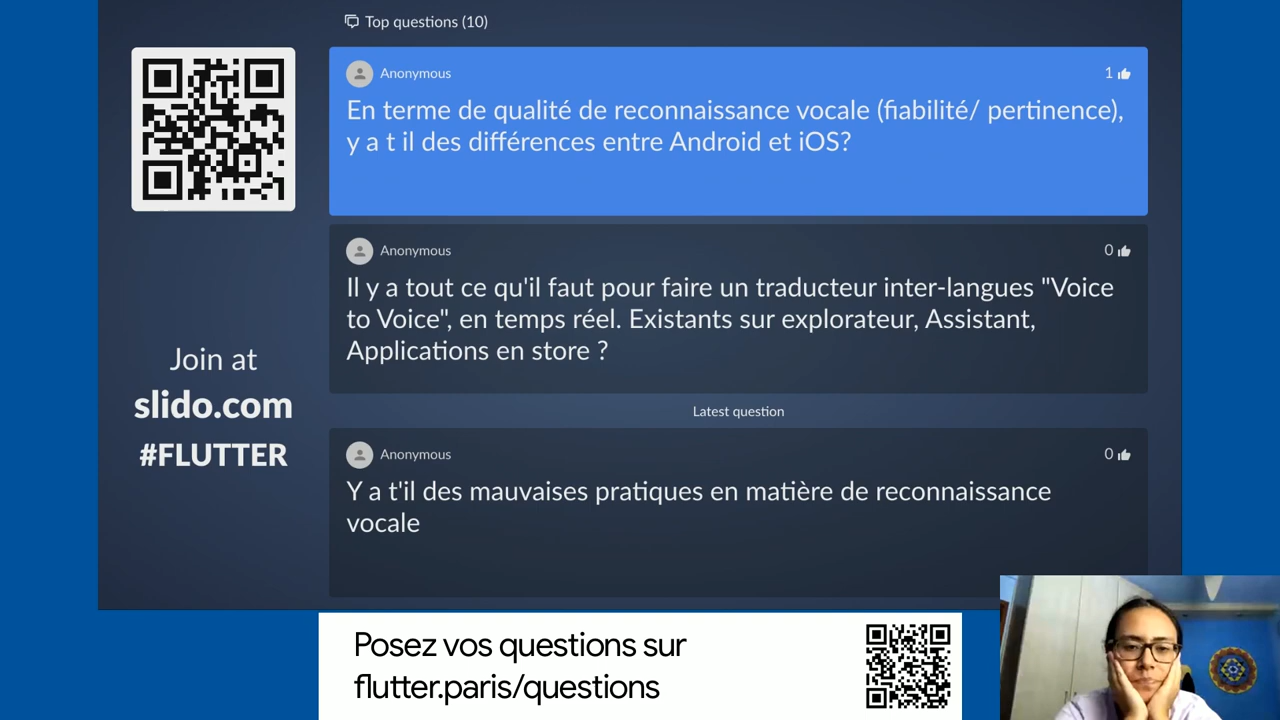 Top questions (10)
Anonymous
1
En terme de qualité de reconnaissance vocale (fiabilité/ pertinence),
y a t il des différences entre Android et iOS?
Anonymous
0
Il y a tout ce qu'il faut pour faire un traducteur inter-langues "Voice
to Voice", en temps réel. Existants sur explorateur, Assistant,
Applications en store ?
Join at
slido.com
#FLUTTER
Latest question
Anonymous
0
Y a t'il des mauvaises pratiques en matière de reconnaissance
vocale
Posez vos questions sur
flutter.paris/questions